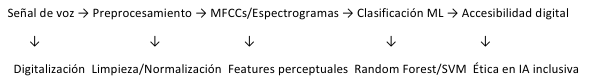 Señal de voz → Preprocesamiento → MFCCs/Espectrogramas → Clasificación ML → Accesibilidad digital
↓ ↓ ↓ ↓ ↓
Digitalización Limpieza/Normalización Features perceptuales Random Forest/SVM Ética en IA inclusiva